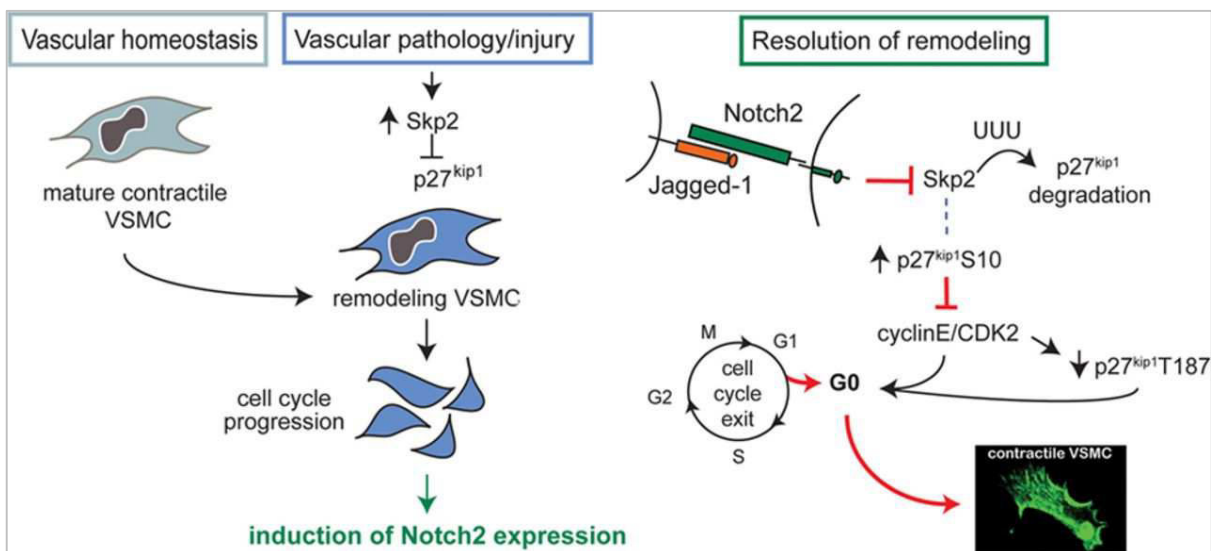 Vascular homeostasis
mature contractile
VSMC
Vascular pathology/injury
Skp2
p27ᵏⁱᵖ¹
remodeling VSMC
cell cycle
progression
induction of Notch2 expression
Resolution of remodeling
Notch2
Jagged-1
UUU
Skp2
p27ᵏⁱᵖ¹
degradation
p27ᵏⁱᵖ¹S10
cyclinE/CDK2
p27ᵏⁱᵖ¹T187
M
G1
G2
S
cell
cycle
exit
G0
contractile VSMC